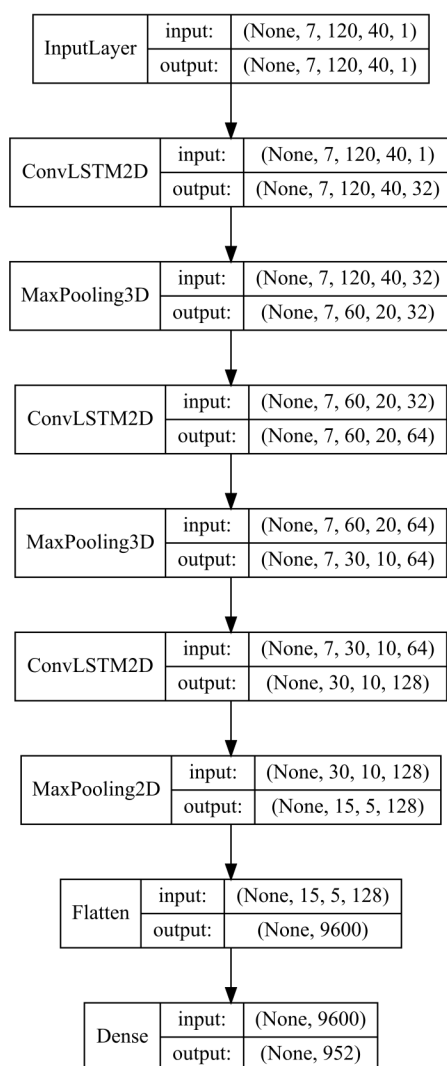 InputLayer
input: (None, 7, 120, 40, 1)
output: (None, 7, 120, 40, 1)
ConvLSTM2D
input: (None, 7, 120, 40, 1)
output: (None, 7, 120, 40, 32)
MaxPooling3D
input: (None, 7, 120, 40, 32)
output: (None, 7, 60, 20, 32)
ConvLSTM2D
input: (None, 7, 60, 20, 32)
output: (None, 7, 60, 20, 64)
MaxPooling3D
input: (None, 7, 60, 20, 64)
output: (None, 7, 30, 10, 64)
ConvLSTM2D
input: (None, 7, 30, 10, 64)
output: (None, 30, 10, 128)
MaxPooling2D
input: (None, 30, 10, 128)
output: (None, 15, 5, 128)
Flatten
input: (None, 15, 5, 128)
output: (None, 9600)
Dense
input: (None, 9600)
output: (None, 952)